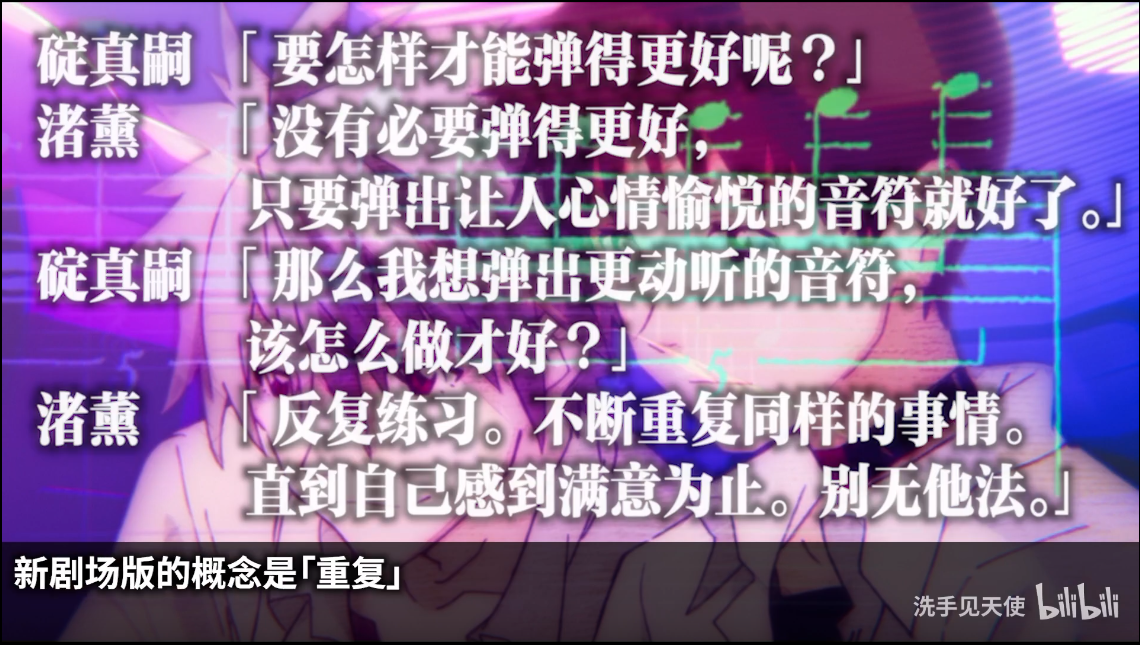 碇真嗣 「要怎样才能弹得更好呢？」
渚薰 「没有必要弹得更好，
只要弹出让人心情愉悦的音符就好了。」
碇真嗣 「那么我想弹出更动听的音符，
该怎么做才好？」
渚薰 「反复练习。不断重复同样的事情。
直到自己感到满意为止。别无他法。」
新剧场版的概念是「重复」
洗手见天使 bilibili